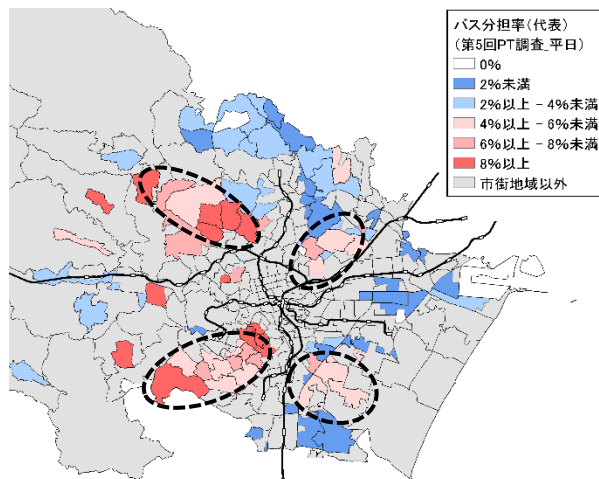 バス分担率(代表)
(第5回PT調査_平日)
0%
2%未満
2%以上 - 4%未満
4%以上 - 6%未満
6%以上 - 8%未満
8%以上
市街地域以外